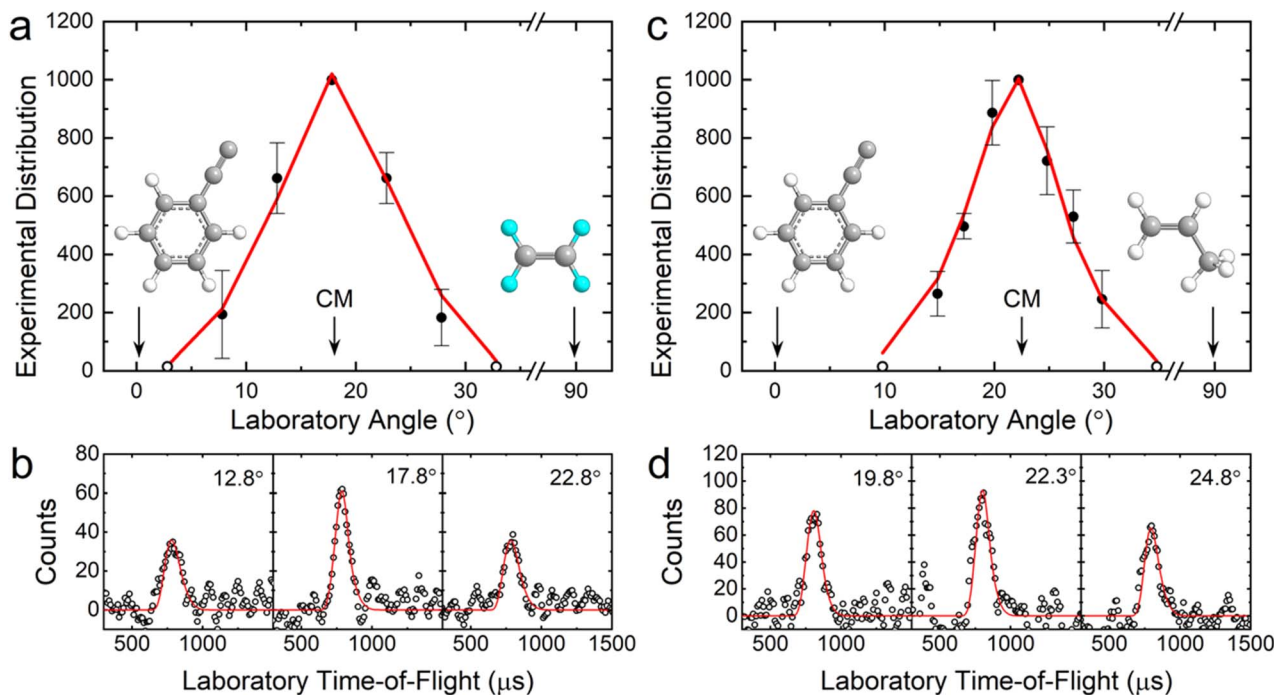 a
1200
1000
800
600
400
200
0
Experimental Distribution
CM
0 10 20 30 90
Laboratory Angle (°)
c
1200
1000
800
600
400
200
0
Experimental Distribution
CM
0 10 20 30 90
Laboratory Angle (°)
b
80
60
40
20
0
Counts
12.8° 17.8° 22.8°
500 1000 500 1000 500 1000 1500
Laboratory Time-of-Flight (μs)
d
120
100
80
60
40
20
0
Counts
19.8° 22.3° 24.8°
500 1000 500 1000 500 1000 1500
Laboratory Time-of-Flight (μs)